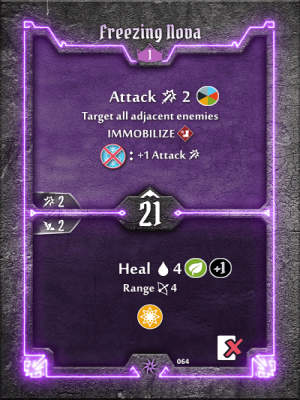 Freezing Nova
1
Attack 2
Target all adjacent enemies
IMMOBILIZE
: +1 Attack
2
21
2
Heal 4 +1
Range 4
064